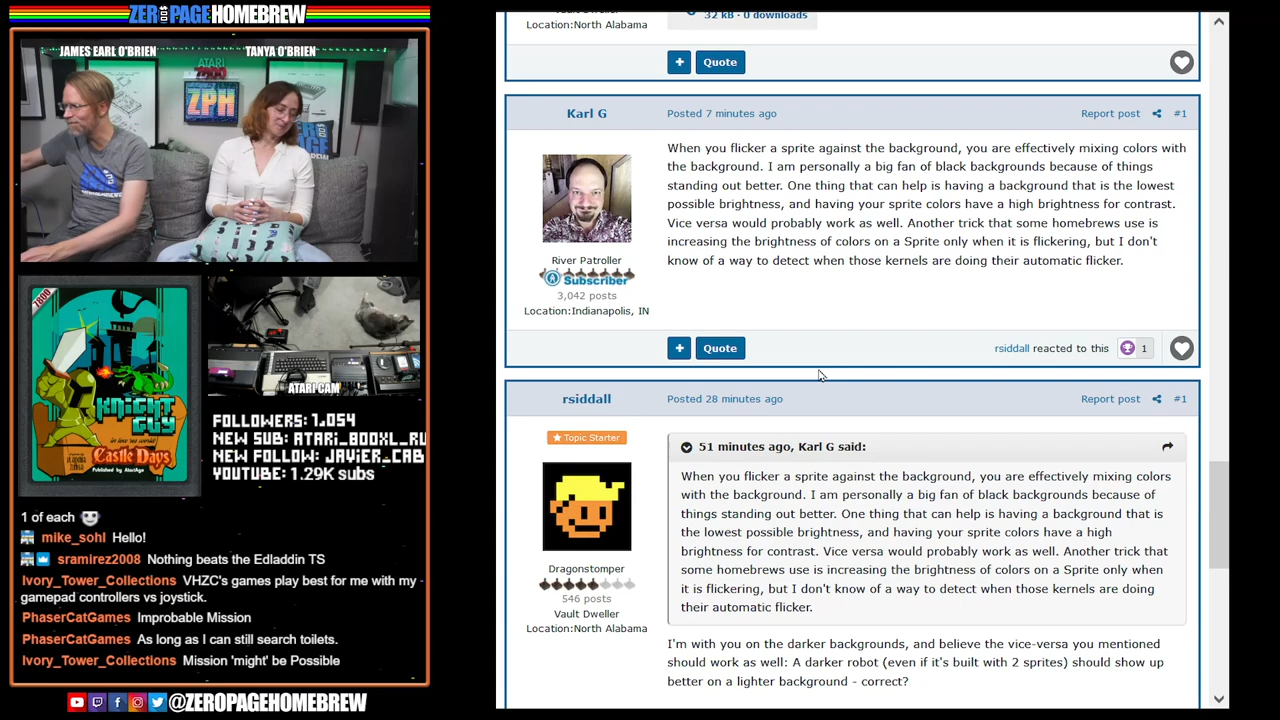 ZERO PAGE HOMEBREW
JAMES EARL O'BRIEN
TANYA O'BRIEN
ATARI
ZPH
7800
KNIGHT
GUY
in low res world
Castle Days
Published by AtariAge
ATARI CAM
FOLLOWERS: 1,054
NEW SUB: ATARI_800XL_RU
NEW FOLLOW: JAVIER_CAB
YOUTUBE: 1.29K subs
1 of each
mike_sohl Hello!
sramirez2008 Nothing beats the Edladdin TS
Ivory_Tower_Collections VHZC's games play best for me with my
gamepad controllers vs joystick.
PhaserCatGames Improbable Mission
PhaserCatGames As long as I can still search toilets.
Ivory_Tower_Collections Mission 'might' be Possible
@ZEROPAGEHOMEBREW
Location:North Alabama
32 kB · 0 downloads
+ Quote
Karl G
Posted 7 minutes ago
Report post #1
When you flicker a sprite against the background, you are effectively mixing colors with
the background. I am personally a big fan of black backgrounds because of things
standing out better. One thing that can help is having a background that is the lowest
possible brightness, and having your sprite colors have a high brightness for contrast.
Vice versa would probably work as well. Another trick that some homebrews use is
increasing the brightness of colors on a Sprite only when it is flickering, but I don't
know of a way to detect when those kernels are doing their automatic flicker.
River Patroller
Subscriber
3,042 posts
Location:Indianapolis, IN
+ Quote
rsiddall reacted to this
1
rsiddall
Posted 28 minutes ago
Report post #1
Topic Starter
Dragonstomper
546 posts
Vault Dweller
Location:North Alabama
51 minutes ago, Karl G said:
When you flicker a sprite against the background, you are effectively mixing colors
with the background. I am personally a big fan of black backgrounds because of
things standing out better. One thing that can help is having a background that is
the lowest possible brightness, and having your sprite colors have a high
brightness for contrast. Vice versa would probably work as well. Another trick that
some homebrews use is increasing the brightness of colors on a Sprite only when
it is flickering, but I don't know of a way to detect when those kernels are doing
their automatic flicker.
I'm with you on the darker backgrounds, and believe the vice-versa you mentioned
should work as well: A darker robot (even if it's built with 2 sprites) should show up
better on a lighter background - correct?